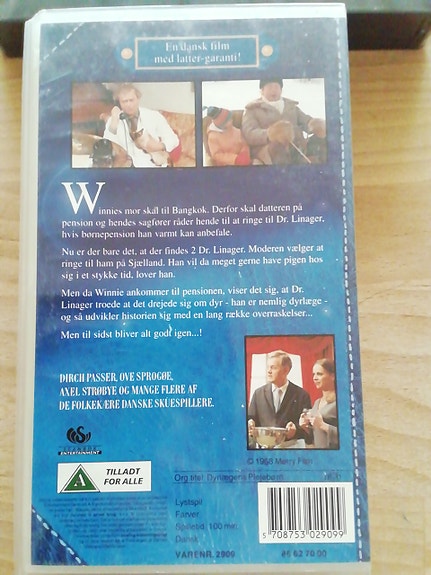 En dansk film
med latter-garanti!
Winnies mor skal til Bangkok. Derfor skal datteren på
pension og hendes sagfører råder hende til at ringe til Dr. Linager,
hvis børnepension han varmt kan anbefale.
Nu er der bare det, at der findes 2 Dr. Linager. Moderen vælger at
ringe til ham på Sjælland. Han vil da meget gerne have pigen hos
sig i et stykke tid, lover han.
Men da Winnie ankommer til pensionen, viser det sig, at Dr.
Linager troede at det drejede sig om dyr - han er nemlig dyrlæge -
og så udvikler historien sig med en lang række overraskelser...
Men til sidst bliver alt godt igen...!
DIRCH PASSER, OVE SPROGØE,
AXEL STRØBYE OG MANGE FLERE AF
DE FOLKEKÆRE DANSKE SKUESPILLERE.
© 1968 Merry Film
ENTERTAINMENT
A
TILLADT
FOR ALLE
Org titel: Dyrlægens Plejebørn
Lystspil
Farver
Spilletid: 100 min.
Dansk
VARENR. 2909
5 708753 029099
86 62 70 00